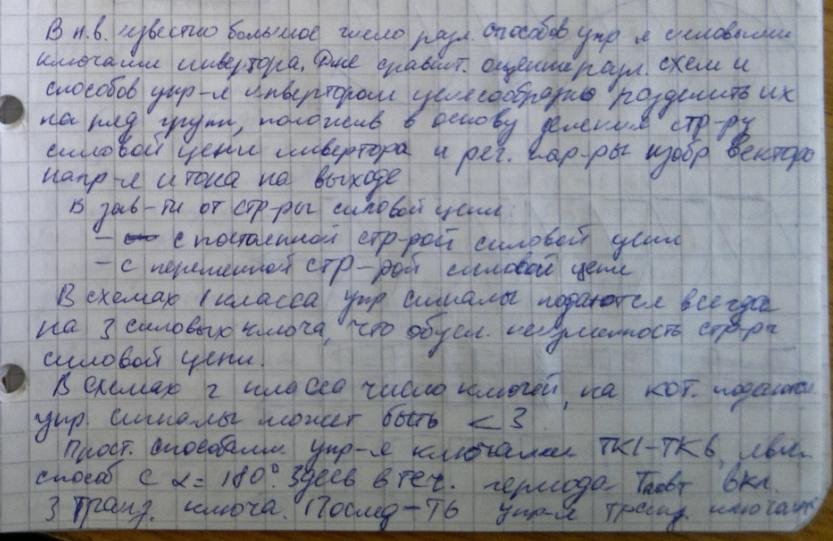 В н.в. известно большое число разл. способов упр-я силовыми
ключами инвертора. Для сравнит. оценки разл. схем и
способов упр-я инвертором целесообразно разделить их
на ряд групп, положив в основу деления стр-ру
силовой цепи инвертора и рег. пар-ры изобр вектора
напр-я и тока на выходе
В зав-ти от стр-ры силовой цепи:
- с постоянной стр-рой силовой цепи
- с переменной стр-рой силовой цепи
В схемах 1 класса упр сигналы подаются всегда
на 3 силовых ключа, что обусл. неизменность стр-ры
силовой цепи.
В схемах 2 класса число ключей, на кот. подаются
упр. сигналы может быть < 3
Прост. способом упр-я ключами ТК1-ТК6, явл.
способ с α = 180°. Здесь в теч. периода Tповт вкл.
3 транз. ключа. Послед-ть упр-я транз. ключами